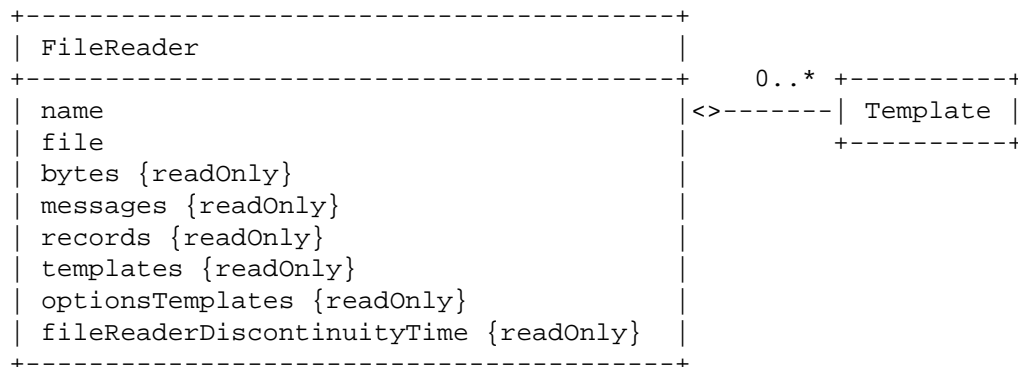 +------------------------------------------+
| FileReader                               |
+------------------------------------------+    0..* +----------+
| name                                     |<>-------| Template |
| file                                     |         +----------+
| bytes {readOnly}                         |
| messages {readOnly}                      |
| records {readOnly}                       |
| templates {readOnly}                     |
| optionsTemplates {readOnly}              |
| fileReaderDiscontinuityTime {readOnly}   |
+------------------------------------------+